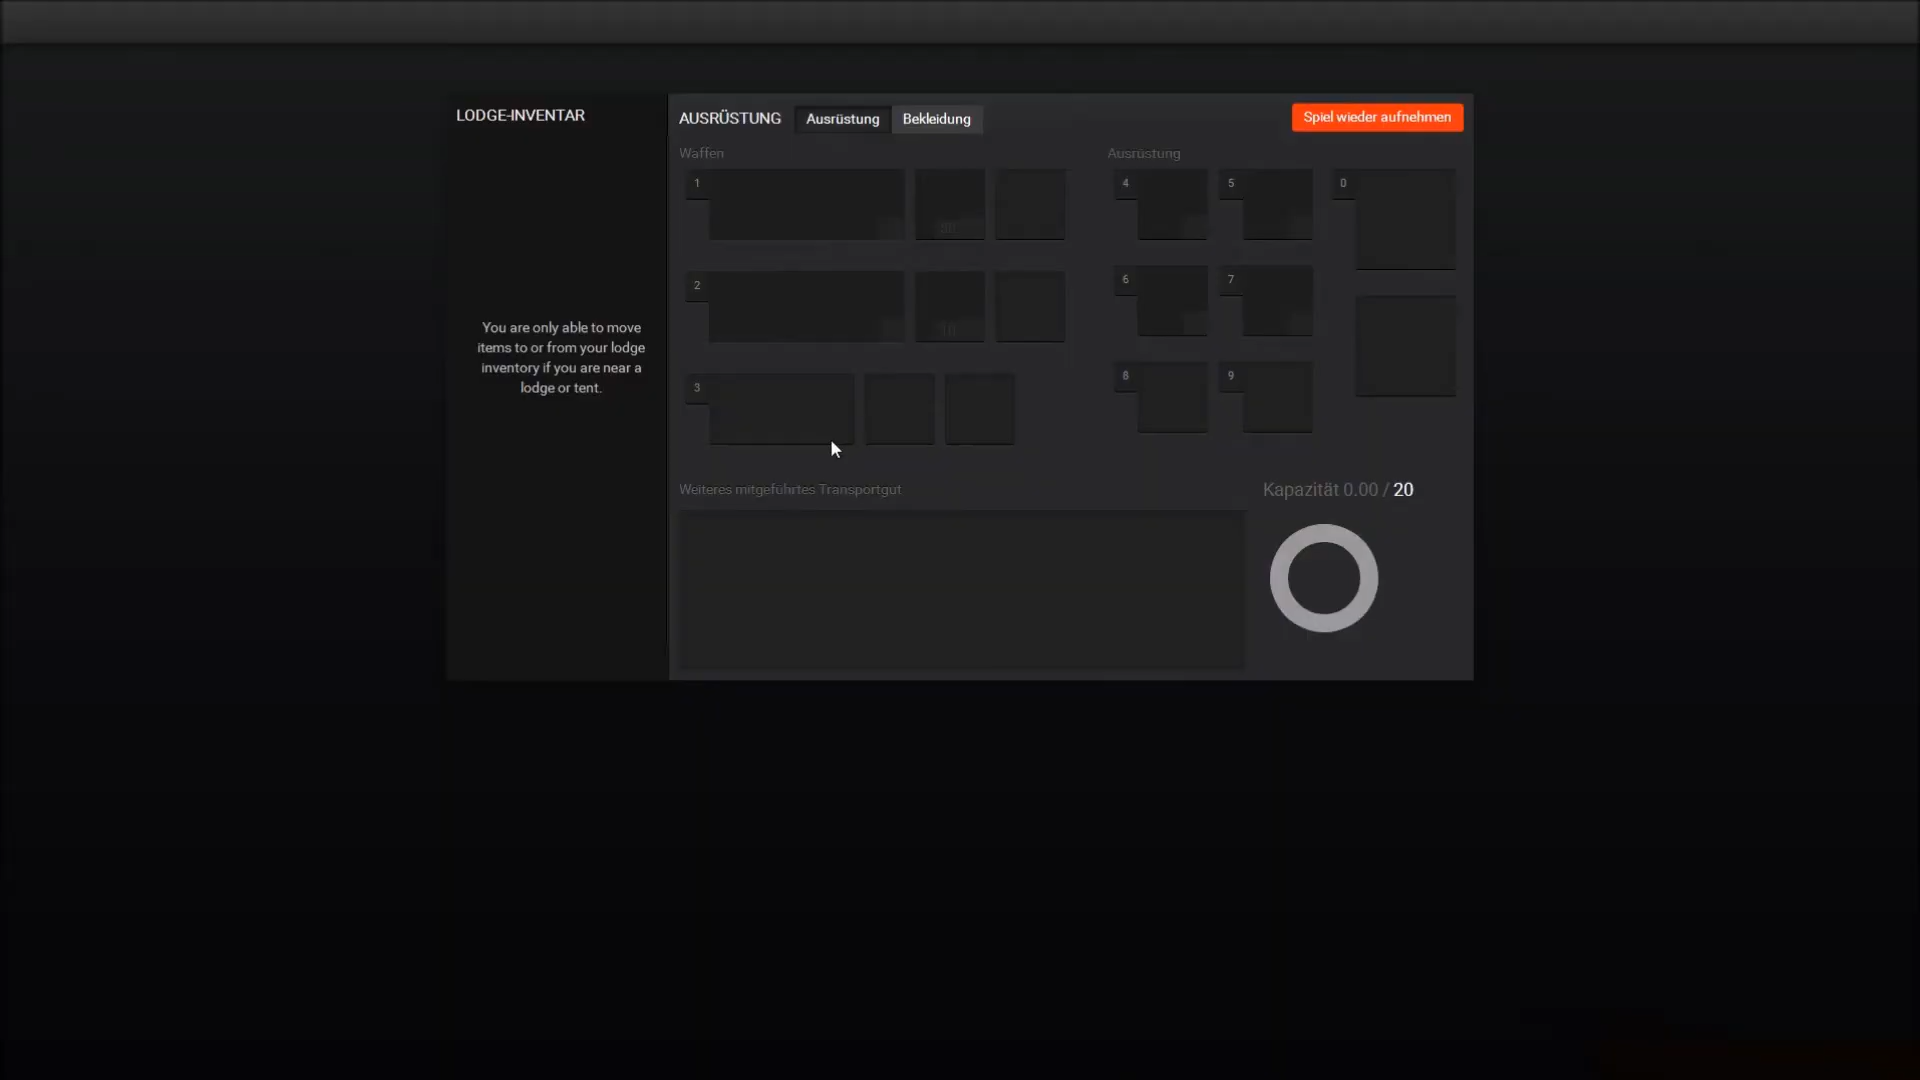 LODGE-INVENTAR
You are only able to move
items to or from your lodge
inventory if you are near a
lodge or tent.
AUSRÜSTUNG
Ausrüstung
Bekleidung
Spiel wieder aufnehmen
Waffen
1
2
3
Ausrüstung
4
5
0
6
7
8
9
Weiteres mitgeführtes Transportgut
Kapazität 0.00 / 20